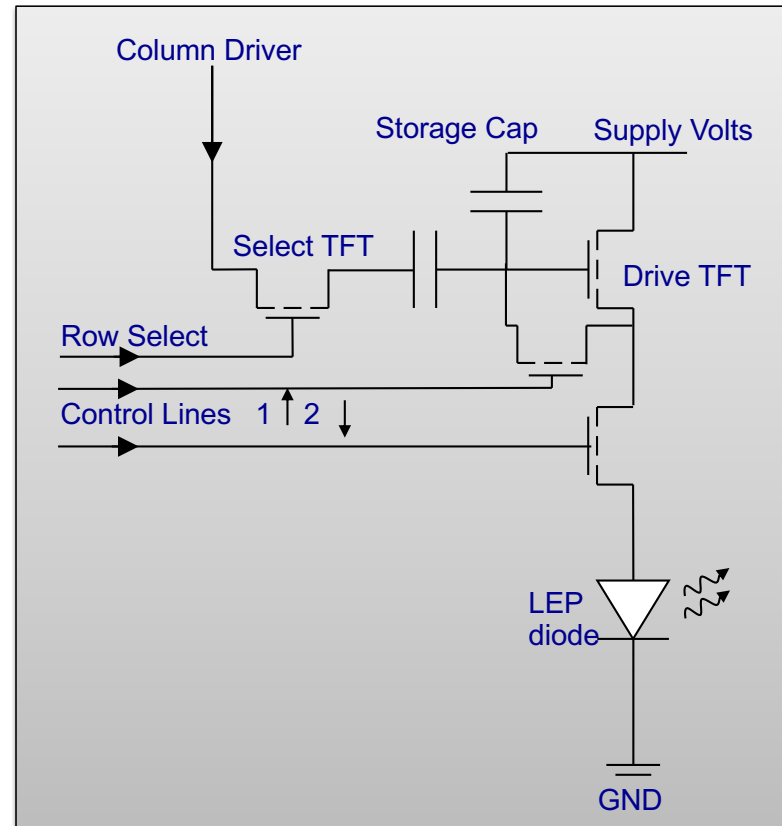 Column Driver
Storage Cap
Supply Volts
Select TFT
Drive TFT
Row Select
Control Lines 1 2
LEP
diode
GND